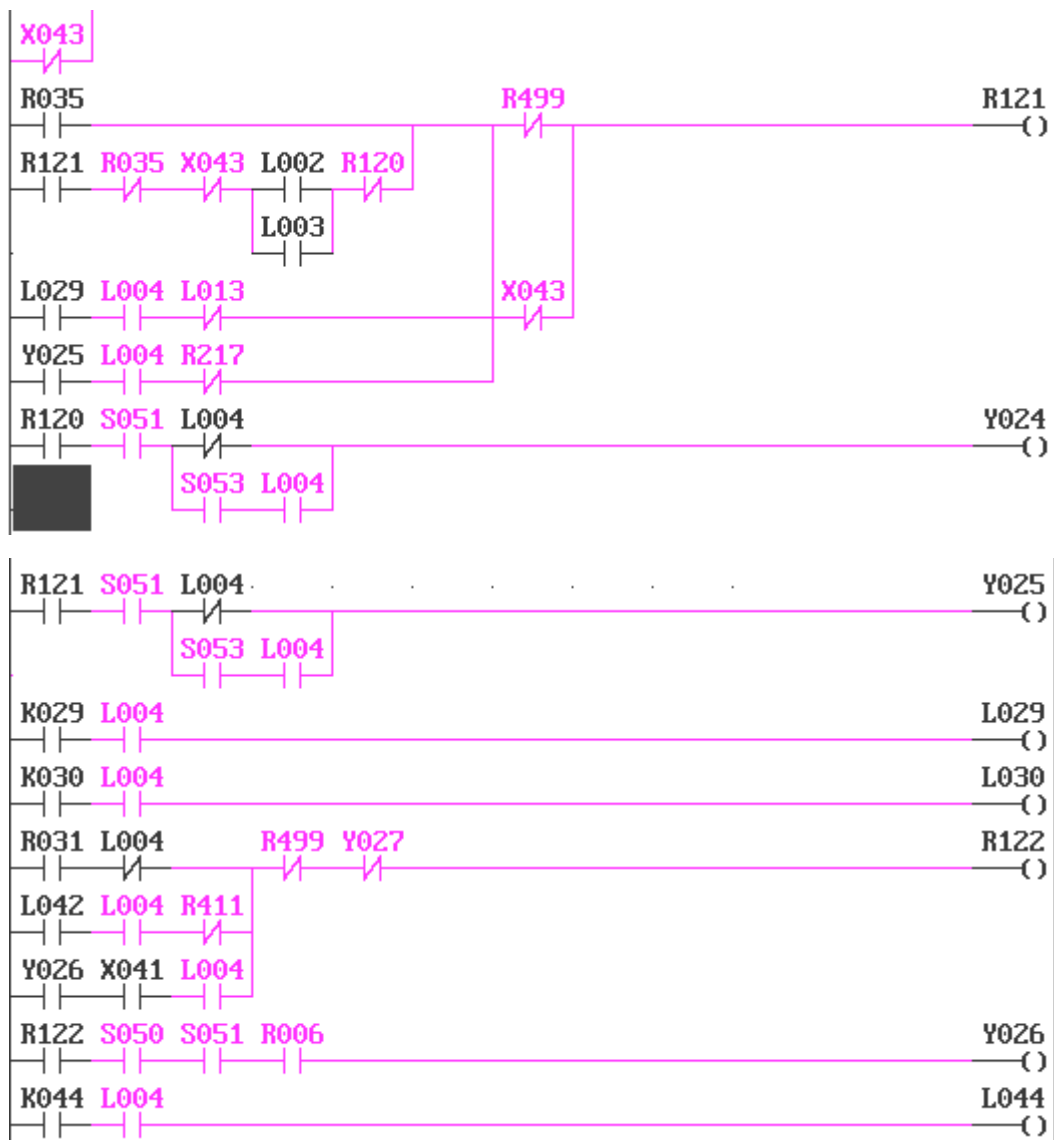 X043
R035 R499 R121
R121 R035 X043 L002 R120
L003
L029 L004 L013 X043
Y025 L004 R217
R120 S051 L004 Y024
S053 L004
R121 S051 L004 Y025
S053 L004
K029 L004 L029
K030 L004 L030
R031 L004 R499 Y027 R122
L042 L004 R411
Y026 X041 L004
R122 S050 S051 R006 Y026
K044 L004 L044